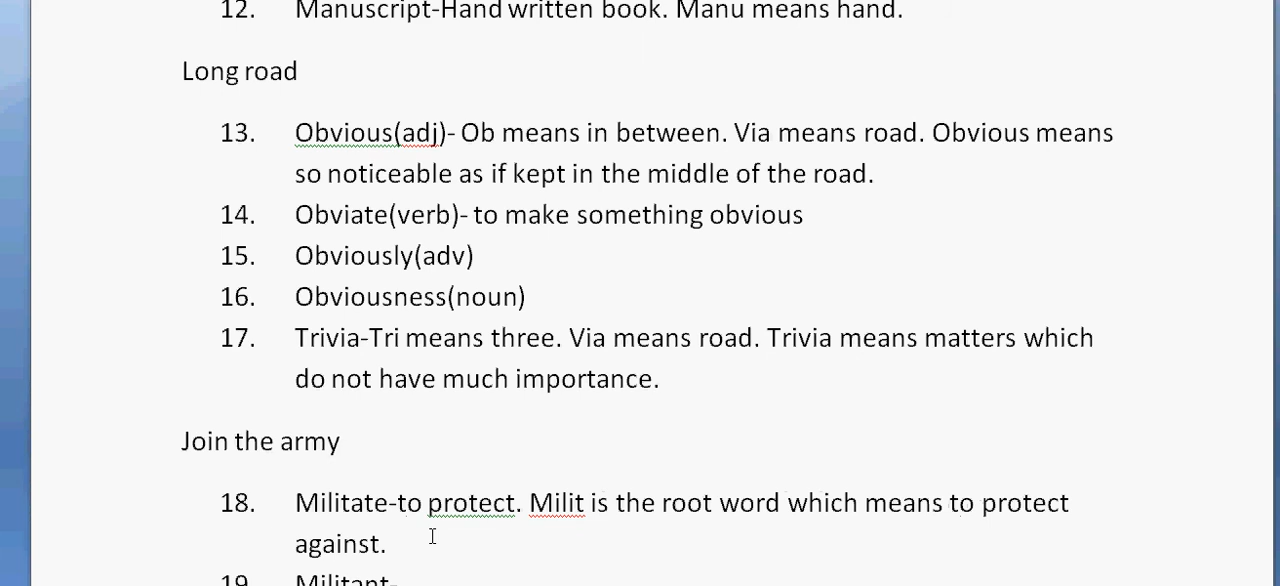 12. Manuscript-Hand written book. Manu means hand.
Long road
13. Obvious(adj)- Ob means in between. Via means road. Obvious means
so noticeable as if kept in the middle of the road.
14. Obviate(verb)- to make something obvious
15. Obviously(adv)
16. Obviousness(noun)
17. Trivia-Tri means three. Via means road. Trivia means matters which
do not have much importance.
Join the army
18. Militate-to protect. Milit is the root word which means to protect
against.
19. Militant-